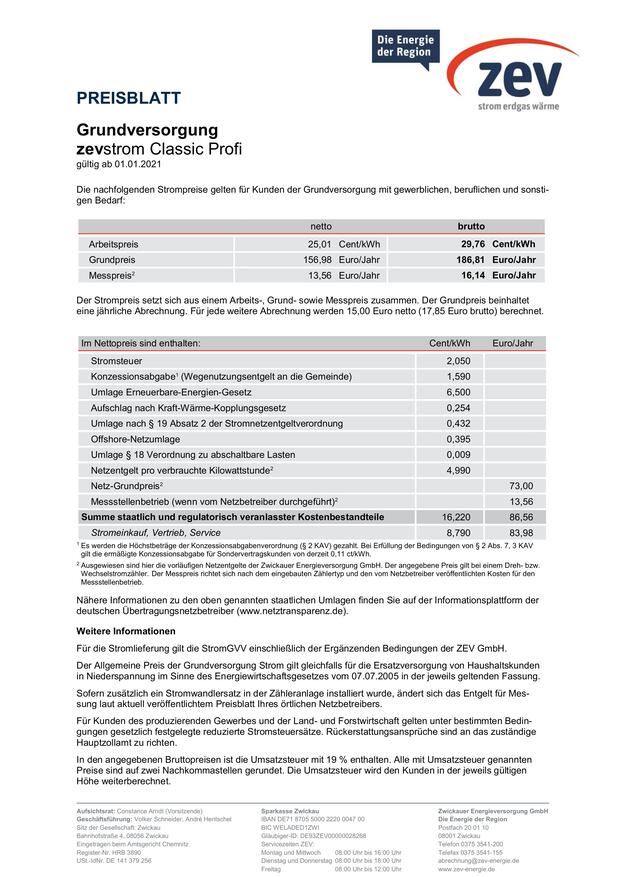 Die Energie
der Region
zev
strom erdgas wärme
PREISBLATT
Grundversorgung
zevstrom Classic Profi
gültig ab 01.01.2021
Die nachfolgenden Strompreise gelten für Kunden der Grundversorgung mit gewerblichen, beruflichen und sonsti-
gen Bedarf:
netto brutto
Arbeitspreis 25,01 Cent/kWh 29,76 Cent/kWh
Grundpreis 156,98 Euro/Jahr 186,81 Euro/Jahr
Messpreis² 13,56 Euro/Jahr 16,14 Euro/Jahr
Der Strompreis setzt sich aus einem Arbeits-, Grund- sowie Messpreis zusammen. Der Grundpreis beinhaltet
eine jährliche Abrechnung. Für jede weitere Abrechnung werden 15,00 Euro netto (17,85 Euro brutto) berechnet.
Im Nettopreis sind enthalten: Cent/kWh Euro/Jahr
Stromsteuer 2,050
Konzessionsabgabe¹ (Wegenutzungsentgelt an die Gemeinde) 1,590
Umlage Erneuerbare-Energien-Gesetz 6,500
Aufschlag nach Kraft-Wärme-Kopplungsgesetz 0,254
Umlage nach § 19 Absatz 2 der Stromnetzentgeltverordnung 0,432
Offshore-Netzumlage 0,395
Umlage § 18 Verordnung zu abschaltbare Lasten 0,009
Netzentgelt pro verbrauchte Kilowattstunde² 4,990
Netz-Grundpreis² 73,00
Messstellenbetrieb (wenn vom Netzbetreiber durchgeführt)² 13,56
Summe staatlich und regulatorisch veranlasster Kostenbestandteile 16,220 86,56
Stromeinkauf, Vertrieb, Service 8,790 83,98
¹ Es werden die Höchstbeträge der Konzessionsabgabenverordnung (§ 2 KAV) gezahlt. Bei Erfüllung der Bedingungen von § 2 Abs. 7, 3 KAV
gilt die ermäßigte Konzessionsabgabe für Sondervertragskunden von derzeit 0,11 ct/kWh.
² Ausgewiesen sind hier die vorläufigen Netzentgelte der Zwickauer Energieversorgung GmbH. Der angegebene Preis gilt bei einem Dreh- bzw.
Wechselstromzähler. Der Messpreis richtet sich nach dem eingebauten Zählertyp und den vom Netzbetreiber veröffentlichten Kosten für den
Messstellenbetrieb.
Nähere Informationen zu den oben genannten staatlichen Umlagen finden Sie auf der Informationsplattform der
deutschen Übertragungsnetzbetreiber (www.netztransparenz.de).
Weitere Informationen
Für die Stromlieferung gilt die StromGVV einschließlich der Ergänzenden Bedingungen der ZEV GmbH.
Der Allgemeine Preis der Grundversorgung Strom gilt gleichfalls für die Ersatzversorgung von Haushaltskunden
in Niederspannung im Sinne des Energiewirtschaftsgesetzes vom 07.07.2005 in der jeweils geltenden Fassung.
Sofern zusätzlich ein Stromwandlersatz in der Zähleranlage installiert wurde, ändert sich das Entgelt für Mes-
sung laut aktuell veröffentlichtem Preisblatt Ihres örtlichen Netzbetreibers.
Für Kunden des produzierenden Gewerbes und der Land- und Forstwirtschaft gelten unter bestimmten Bedin-
gungen gesetzlich festgelegte reduzierte Stromsteuersätze. Rückerstattungsansprüche sind an das zuständige
Hauptzollamt zu richten.
In den angegebenen Bruttopreisen ist die Umsatzsteuer mit 19 % enthalten. Alle mit Umsatzsteuer genannten
Preise sind auf zwei Nachkommastellen gerundet. Die Umsatzsteuer wird den Kunden in der jeweils gültigen
Höhe weiterberechnet.
Aufsichtsrat: Constance Arndt (Vorsitzende)
Geschäftsführung: Volker Schneider, André Hentschel
Sitz der Gesellschaft: Zwickau
Bahnhofstraße 4, 08056 Zwickau
Eingetragen beim Amtsgericht Chemnitz
Register-Nr. HRB 3890
USt.-IdNr. DE 141 379 256
Sparkasse Zwickau
IBAN DE71 8705 5000 2220 0047 00
BIC WELADED1ZWI
Gläubiger-ID: DE93ZEV00000028268
Servicezeiten ZEV:
Montag und Mittwoch 08:00 Uhr bis 16:00 Uhr
Dienstag und Donnerstag 08:00 Uhr bis 18:00 Uhr
Freitag 08:00 Uhr bis 12:00 Uhr
Zwickauer Energieversorgung GmbH
Die Energie der Region
Postfach 20 01 10
08001 Zwickau
Telefon 0375 3541-200
Telefax 0375 3541-155
abrechnung@zev-energie.de
www.zev-energie.de